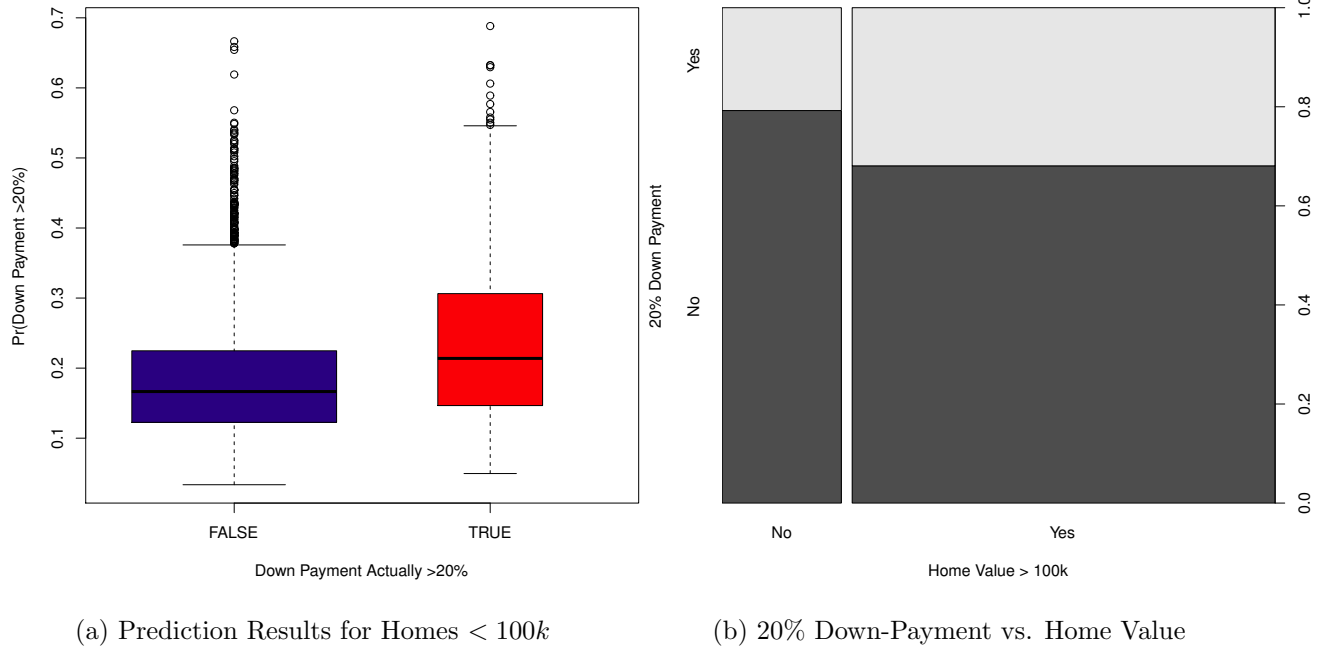 Pr(Down Payment >20%)
0.7
0.6
0.5
0.4
0.3
0.2
0.1
FALSE
TRUE
Down Payment Actually >20%
(a) Prediction Results for Homes < 100k
20% Down Payment
Yes
No
1.0
0.8
0.6
0.4
0.2
0.0
No
Yes
Home Value > 100k
(b) 20% Down-Payment vs. Home Value